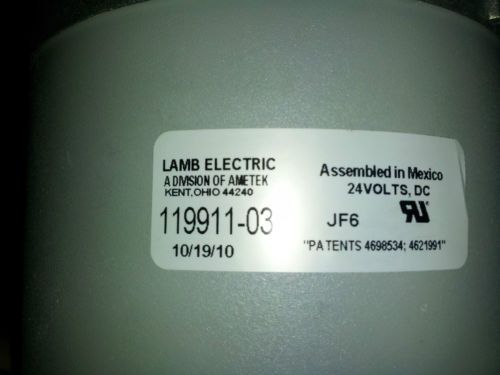 LAMB ELECTRIC
A DIVISION OF AMETEK
KENT, OHIO 44240
119911-03
10/19/10
Assembled in Mexico
24VOLTS, DC
JF6
"PATENTS 4698534; 4621991"